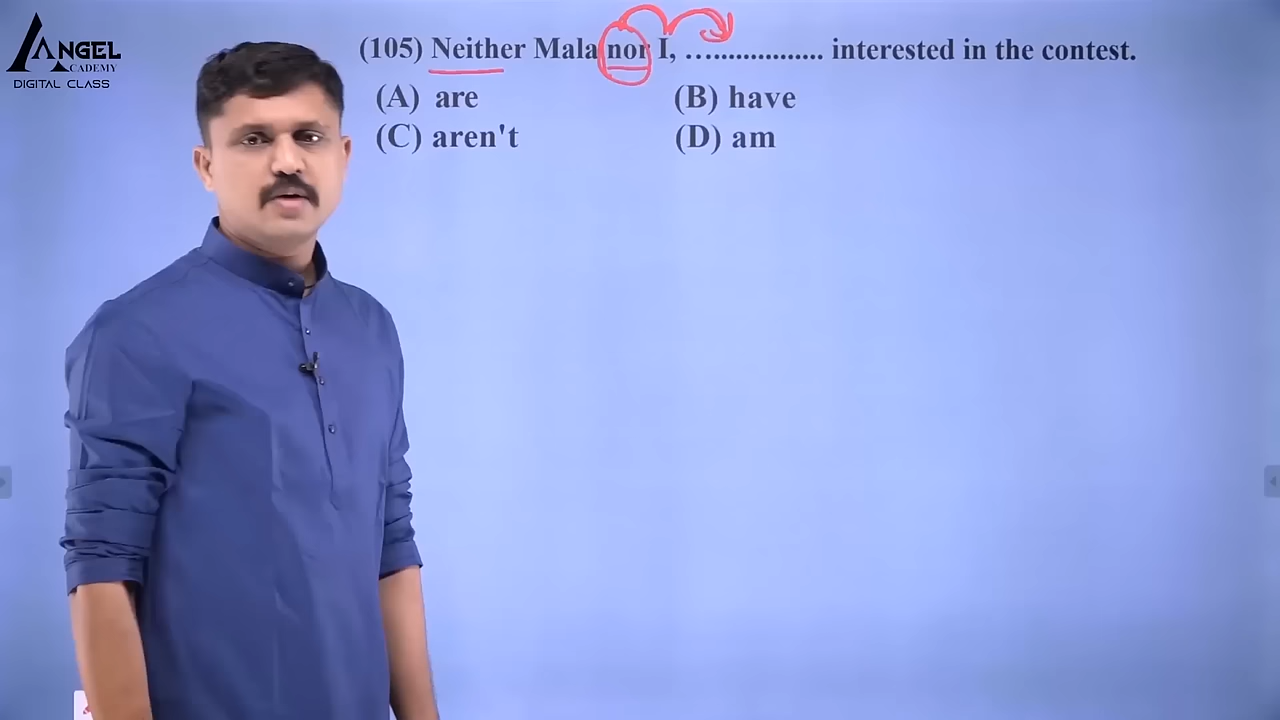 ANGEL
ACADEMY
DIGITAL CLASS
(105) Neither Mala nor I, .................... interested in the contest.
(A) are (B) have
(C) aren't (D) am